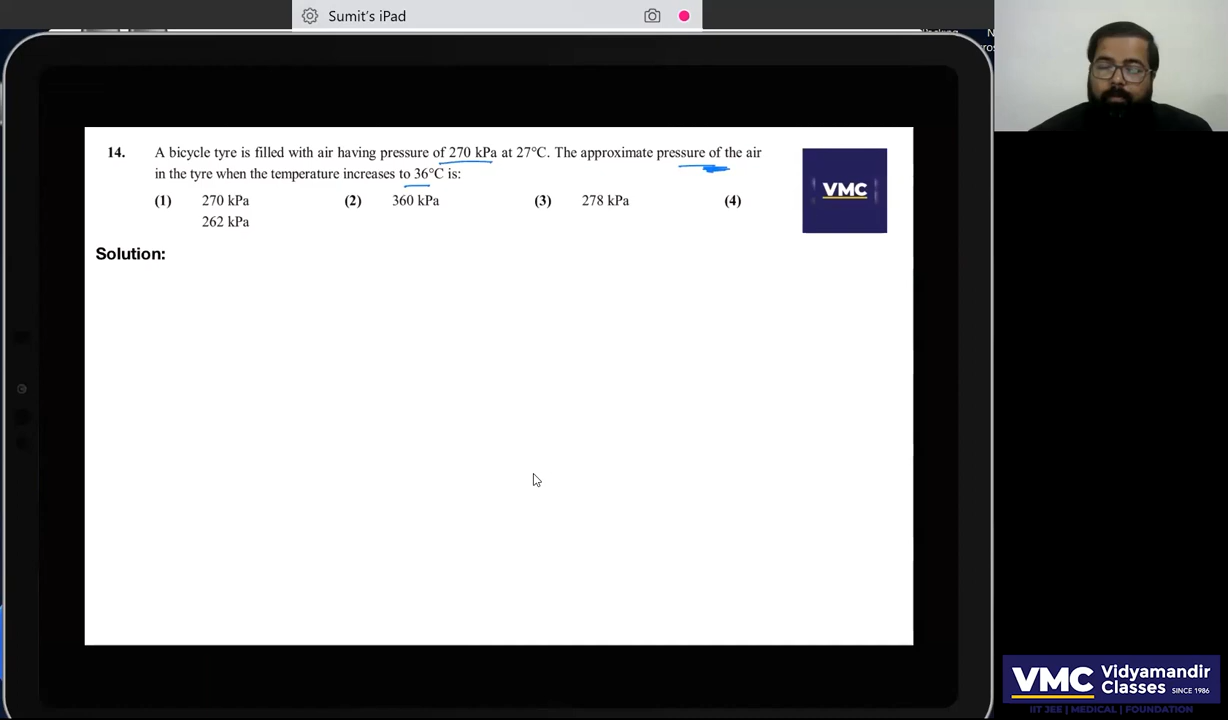 Sumit's iPad
14. A bicycle tyre is filled with air having pressure of 270 kPa at 27°C. The approximate pressure of the air
in the tyre when the temperature increases to 36°C is:
(1) 270 kPa (2) 360 kPa (3) 278 kPa (4)
262 kPa
VMC
Solution:
VMC Vidyamandir
Classes SINCE 1986
IIT JEE | MEDICAL | FOUNDATION